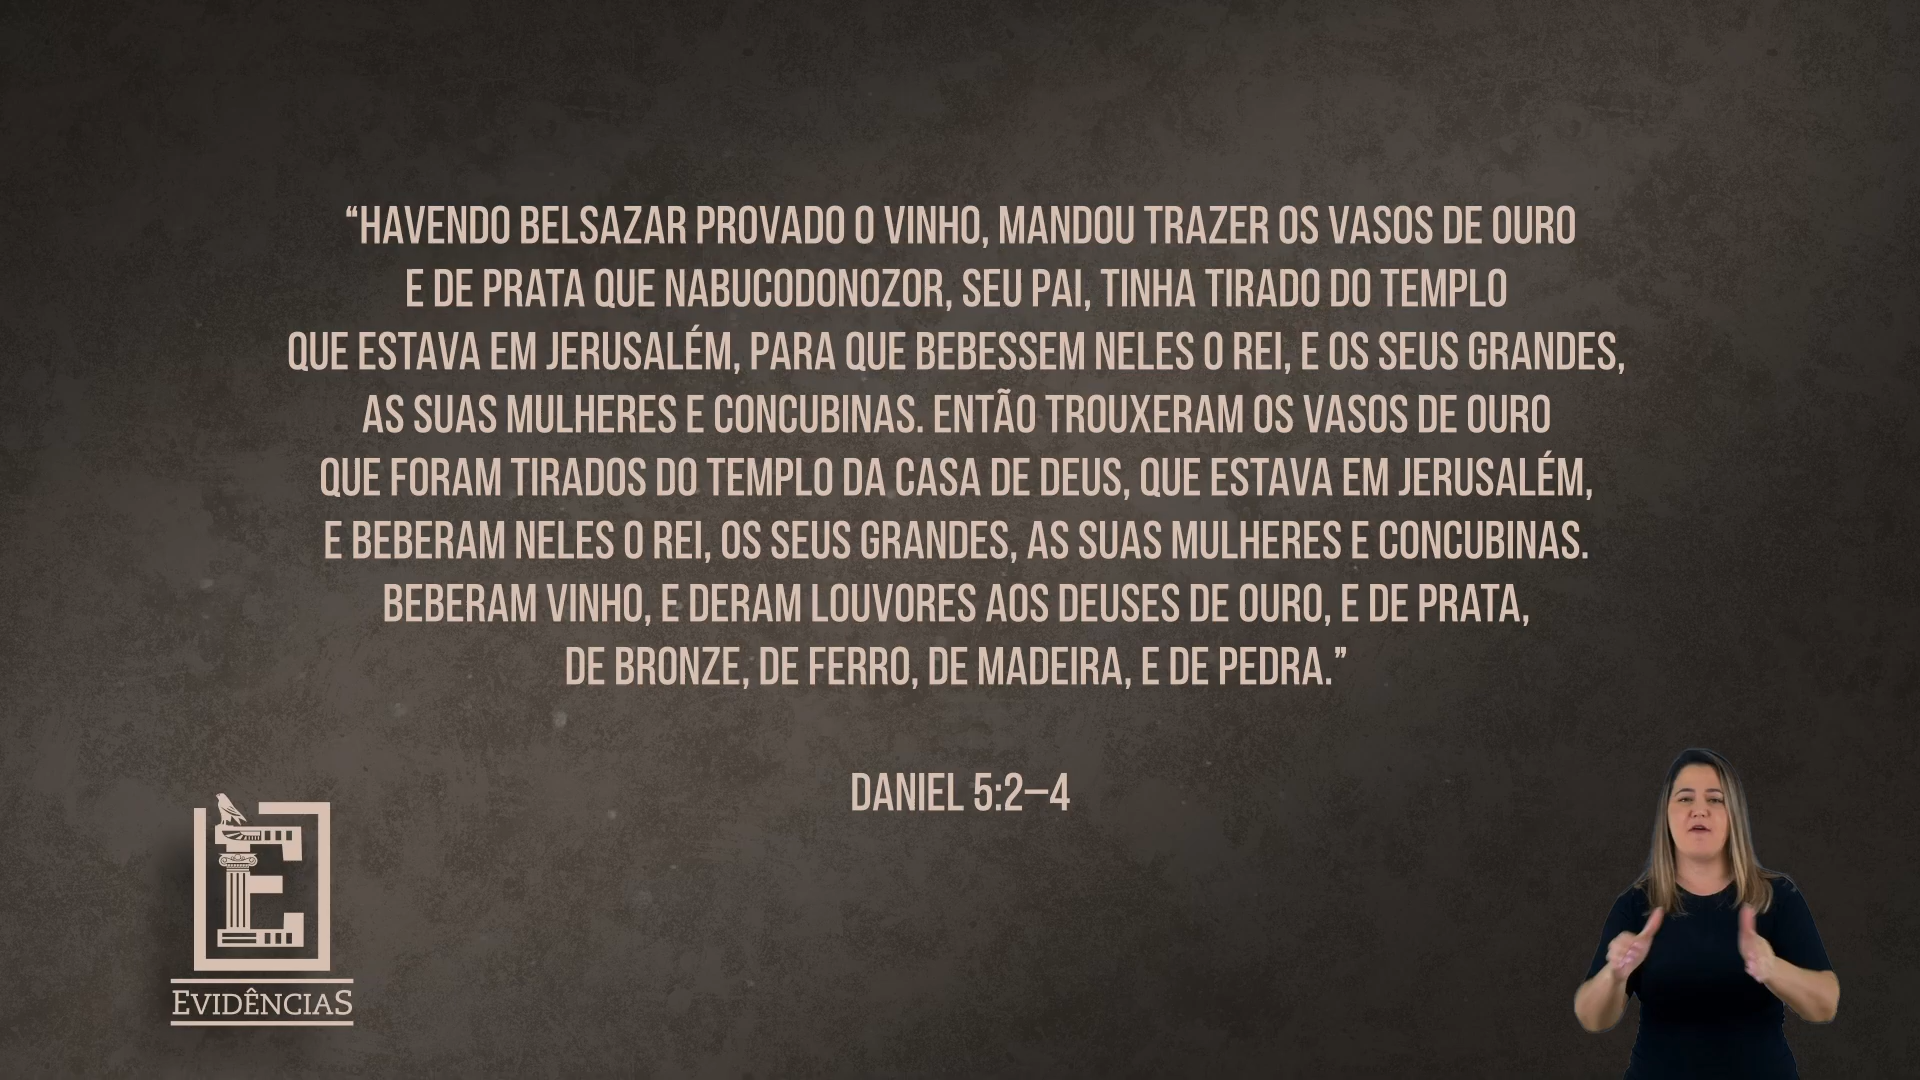 “HAVENDO BELSAZAR PROVADO O VINHO, MANDOU TRAZER OS VASOS DE OURO
E DE PRATA QUE NABUCODONOZOR, SEU PAI, TINHA TIRADO DO TEMPLO
QUE ESTAVA EM JERUSALÉM, PARA QUE BEBESSEM NELES O REI, E OS SEUS GRANDES,
AS SUAS MULHERES E CONCUBINAS. ENTÃO TROUXERAM OS VASOS DE OURO
QUE FORAM TIRADOS DO TEMPLO DA CASA DE DEUS, QUE ESTAVA EM JERUSALÉM,
E BEBERAM NELES O REI, OS SEUS GRANDES, AS SUAS MULHERES E CONCUBINAS.
BEBERAM VINHO, E DERAM LOUVORES AOS DEUSES DE OURO, E DE PRATA,
DE BRONZE, DE FERRO, DE MADEIRA, E DE PEDRA.”
DANIEL 5:2–4
E
EVIDÊNCIAS